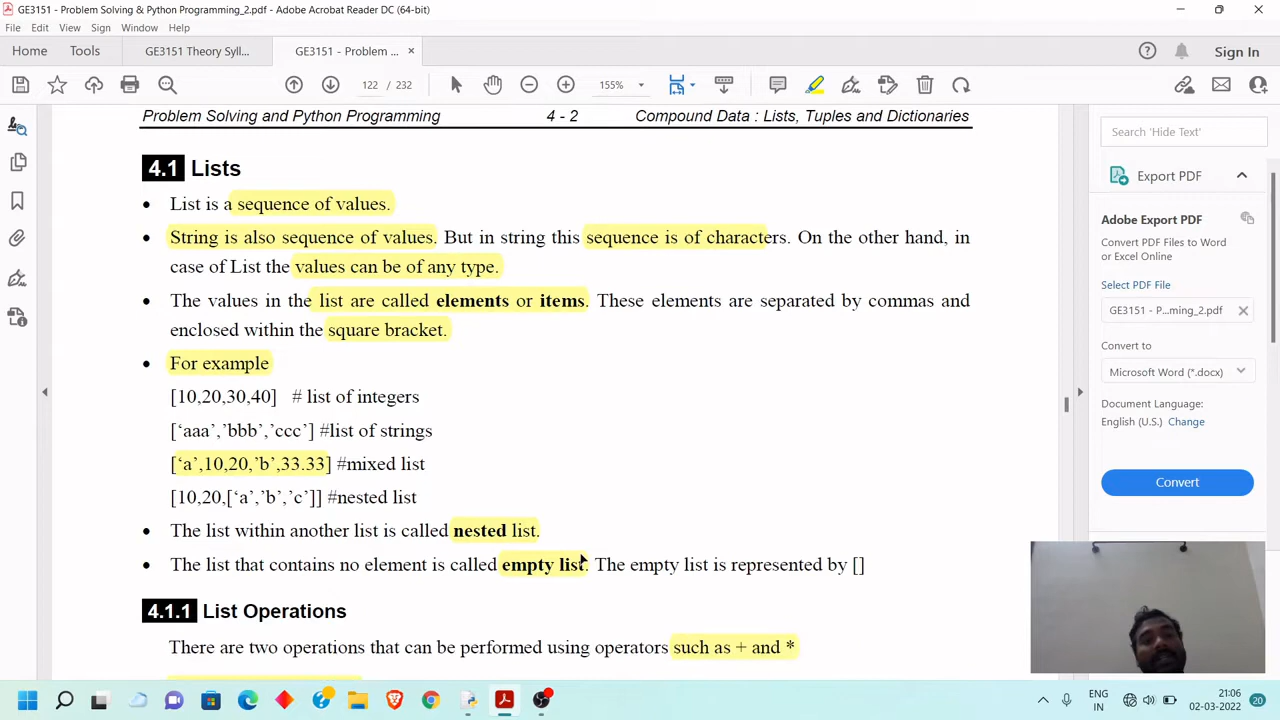 GE3151 - Problem Solving & Python Programming_2.pdf - Adobe Acrobat Reader DC (64-bit)
File Edit View Sign Window Help
Home Tools GE3151 Theory Syll... GE3151 - Problem ... × Sign In
122 / 232 155%
Problem Solving and Python Programming 4 - 2 Compound Data : Lists, Tuples and Dictionaries
4.1 Lists
• List is a sequence of values.
• String is also sequence of values. But in string this sequence is of characters. On the other hand, in
case of List the values can be of any type.
• The values in the list are called elements or items. These elements are separated by commas and
enclosed within the square bracket.
• For example
[10,20,30,40] # list of integers
[‘aaa’,’bbb’,’ccc’] #list of strings
[‘a’,10,20,’b’,33.33] #mixed list
[10,20,[‘a’,’b’,’c’]] #nested list
• The list within another list is called nested list.
• The list that contains no element is called empty list. The empty list is represented by []
4.1.1 List Operations
There are two operations that can be performed using operators such as + and *
Search 'Hide Text'
Export PDF
Adobe Export PDF
Convert PDF Files to Word
or Excel Online
Select PDF File
GE3151 - P...ming_2.pdf ×
Convert to
Microsoft Word (*.docx)
Document Language:
English (U.S.) Change
Convert
ENG
IN
21:06
02-03-2022
20